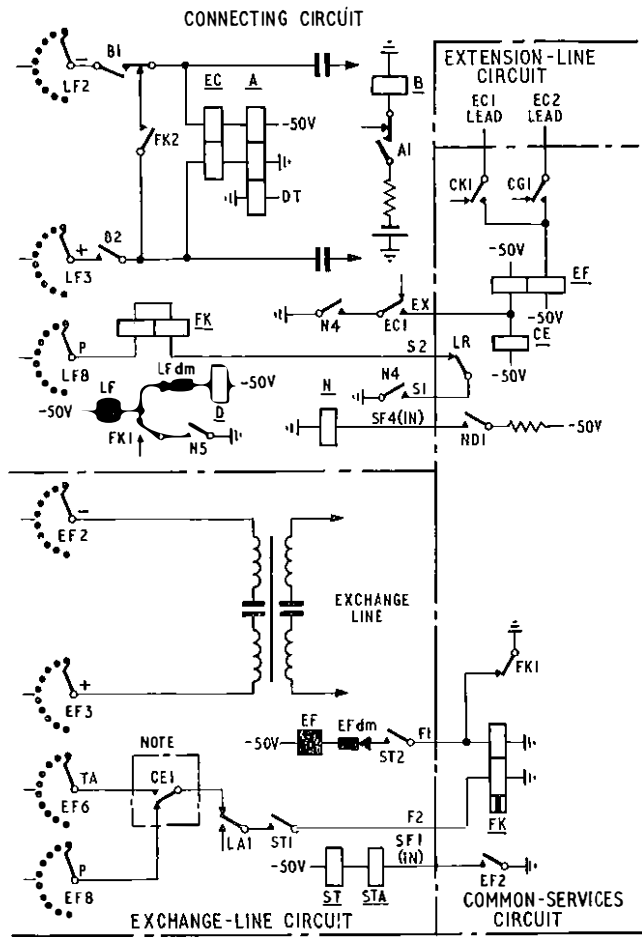 CONNECTING CIRCUIT
EXTENSION-LINE
CIRCUIT
EC1
LEAD
EC2
LEAD
LF2
−
B1
EC
A
B
-50V
A1
FK2
DT
CK1
CG1
LF3
+
B2
-50V
EF
-50V
EX
N4
EC1
CE
-50V
FK
P
LF8
S2
LR
LFdm
-50V
LF
-50V
D
N4
S1
N
SF4(IN)
ND1
-50V
FK1
N5
EF2
−
EXCHANGE
LINE
EF3
+
FK1
EF
EFdm
-50V
ST2
F1
NOTE
TA
CE1
EF6
FK
F2
LA1
ST1
P
EF8
SF1
(IN)
-50V
ST
STA
EF2
EXCHANGE-LINE CIRCUIT
COMMON-SERVICES
CIRCUIT